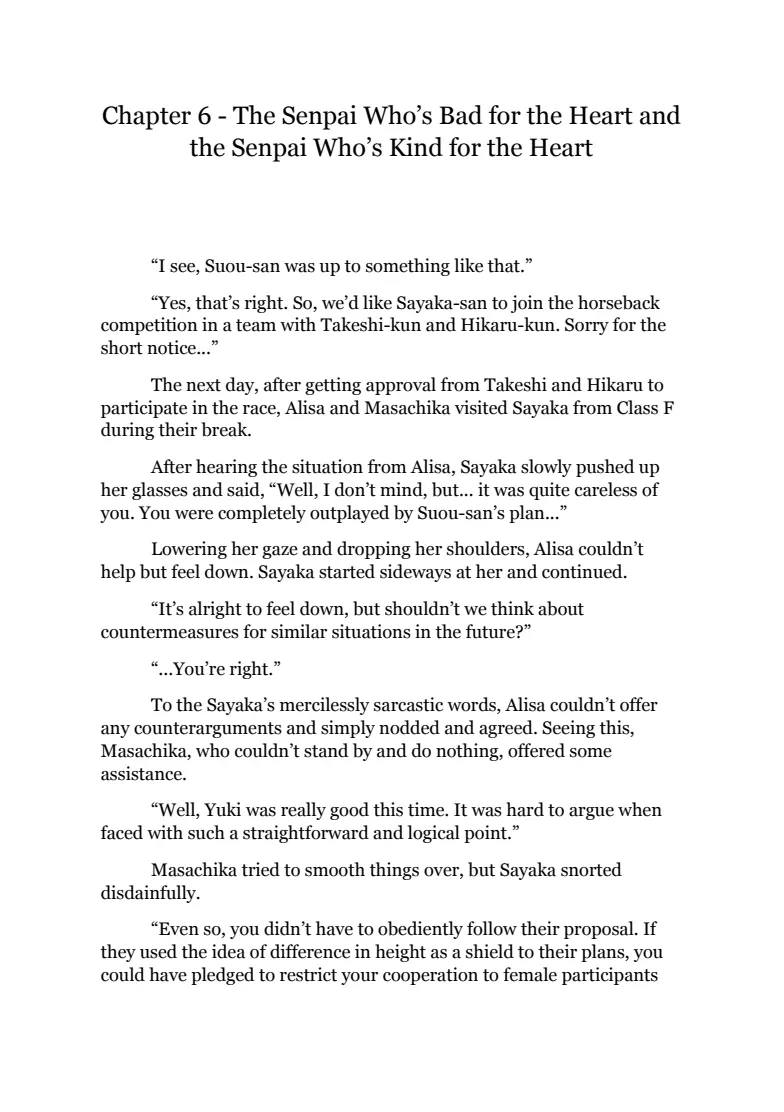 Chapter 6 - The Senpai Who’s Bad for the Heart and
the Senpai Who’s Kind for the Heart
“I see, Suou-san was up to something like that.”
“Yes, that’s right. So, we’d like Sayaka-san to join the horseback
competition in a team with Takeshi-kun and Hikaru-kun. Sorry for the
short notice...”
The next day, after getting approval from Takeshi and Hikaru to
participate in the race, Alisa and Masachika visited Sayaka from Class F
during their break.
After hearing the situation from Alisa, Sayaka slowly pushed up
her glasses and said, “Well, I don’t mind, but... it was quite careless of
you. You were completely outplayed by Suou-san’s plan...”
Lowering her gaze and dropping her shoulders, Alisa couldn’t
help but feel down. Sayaka started sideways at her and continued.
“It’s alright to feel down, but shouldn’t we think about
countermeasures for similar situations in the future?”
“...You’re right.”
To the Sayaka’s mercilessly sarcastic words, Alisa couldn’t offer
any counterarguments and simply nodded and agreed. Seeing this,
Masachika, who couldn’t stand by and do nothing, offered some
assistance.
“Well, Yuki was really good this time. It was hard to argue when
faced with such a straightforward and logical point.”
Masachika tried to smooth things over, but Sayaka snorted
disdainfully.
“Even so, you didn’t have to obediently follow their proposal. If
they used the idea of difference in height as a shield to their plans, you
could have pledged to restrict your cooperation to female participants